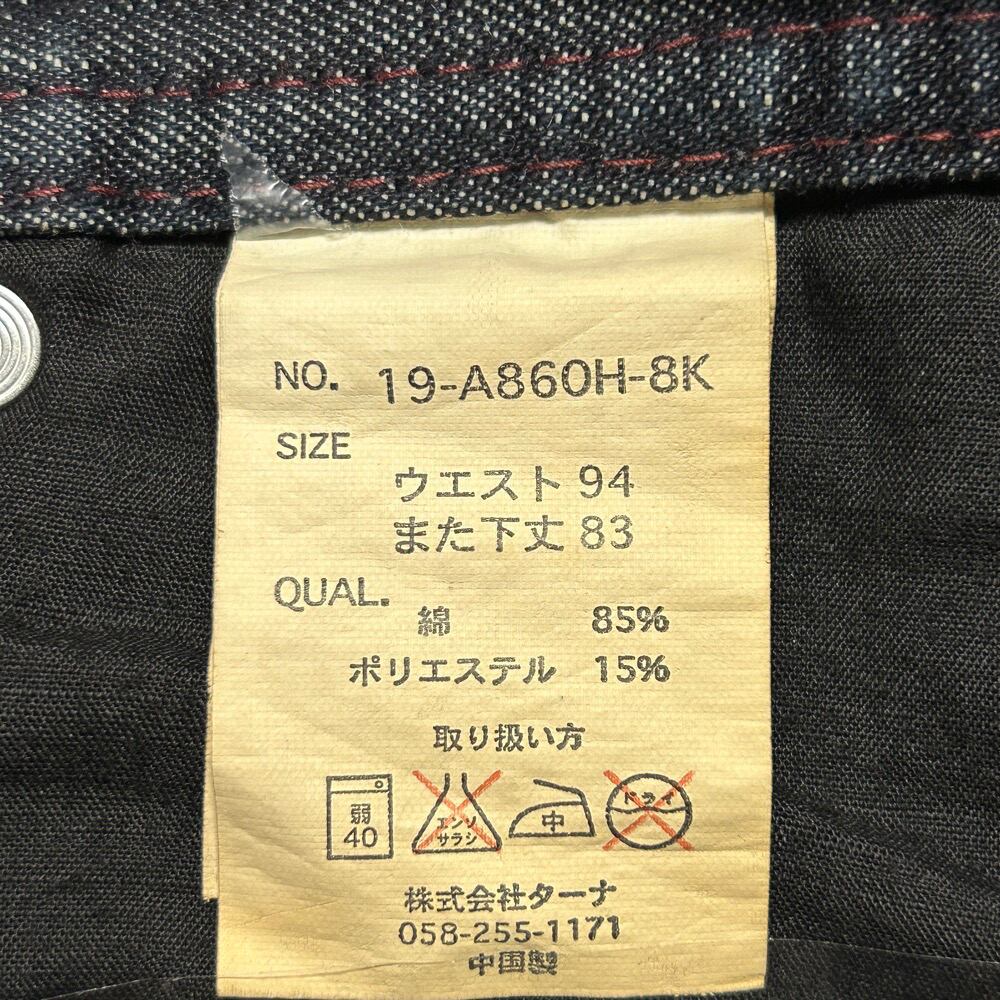 NO. 19-A860H-8K
SIZE
ウエスト 94
また下丈 83
QUAL.
綿 85%
ポリエステル 15%
取り扱い方
弱 40
エンソ サラシ
中
ドライ
株式会社ターナ
058-255-1171
中国製